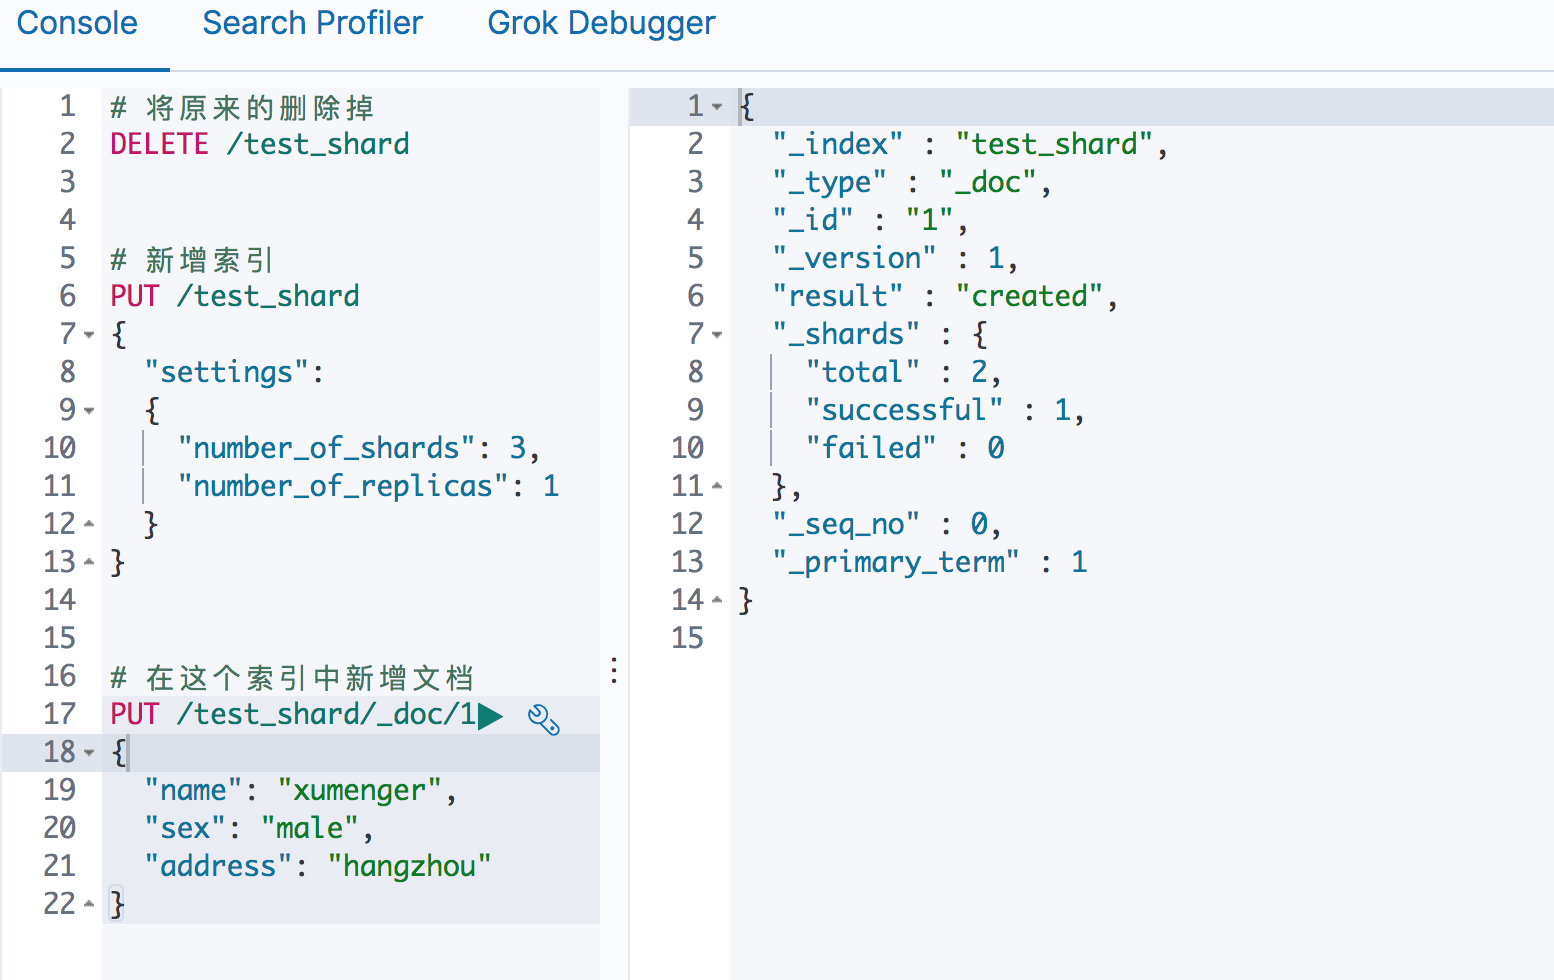 Console Search Profiler Grok Debugger
1 # 将原来的删除掉
2 DELETE /test_shard
3
4
5 # 新增索引
6 PUT /test_shard
7 {
8 "settings":
9 {
10 "number_of_shards": 3,
11 "number_of_replicas": 1
12 }
13 }
14
15
16 # 在这个索引中新增文档
17 PUT /test_shard/_doc/1
18 {
19 "name": "xumenger",
20 "sex": "male",
21 "address": "hangzhou"
22 }
1 {
2 "_index" : "test_shard",
3 "_type" : "_doc",
4 "_id" : "1",
5 "_version" : 1,
6 "result" : "created",
7 "_shards" : {
8 "total" : 2,
9 "successful" : 1,
10 "failed" : 0
11 },
12 "_seq_no" : 0,
13 "_primary_term" : 1
14 }
15